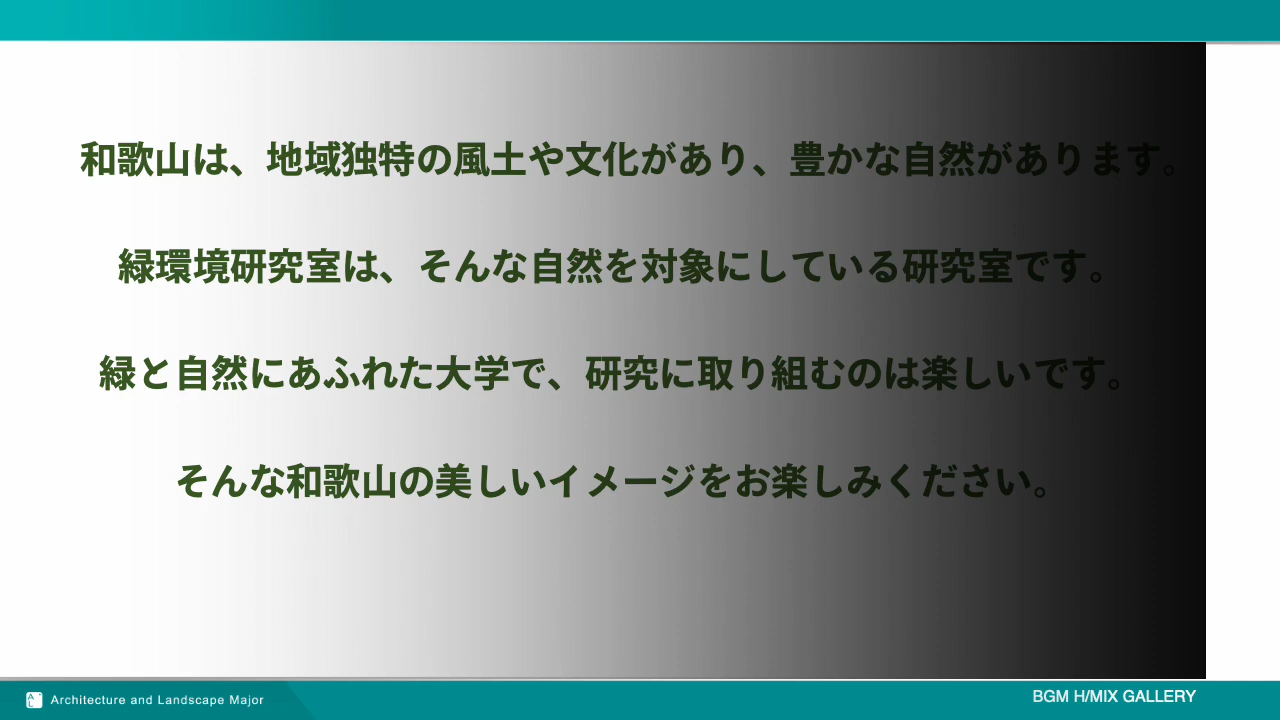 和歌山は、地域独特の風土や文化があり、豊かな自然があります。
緑環境研究室は、そんな自然を対象にしている研究室です。
緑と自然にあふれた大学で、研究に取り組むのは楽しいです。
そんな和歌山の美しいイメージをお楽しみください。
Architecture and Landscape Major
BGM H/MIX GALLERY